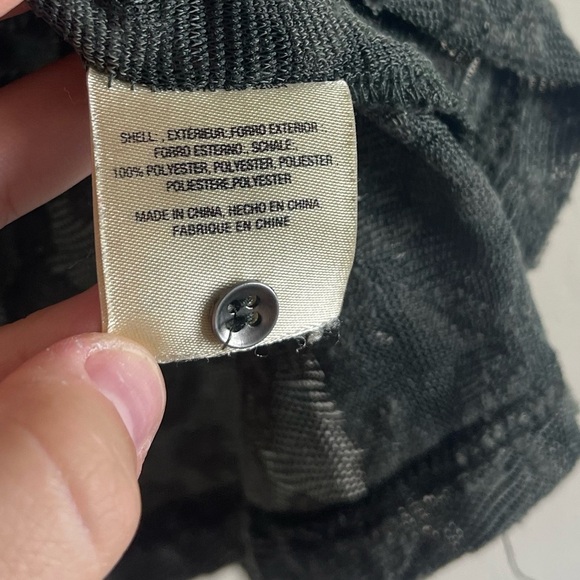 SHELL:, EXTÉRIEUR, FORRO EXTERIOR
FORRO ESTERNO, SCHALE,
100% POLYESTER, POLYESTER, POLIESTER
POLIESTERE, POLYESTER
MADE IN CHINA, HECHO EN CHINA
FABRIQUE EN CHINE